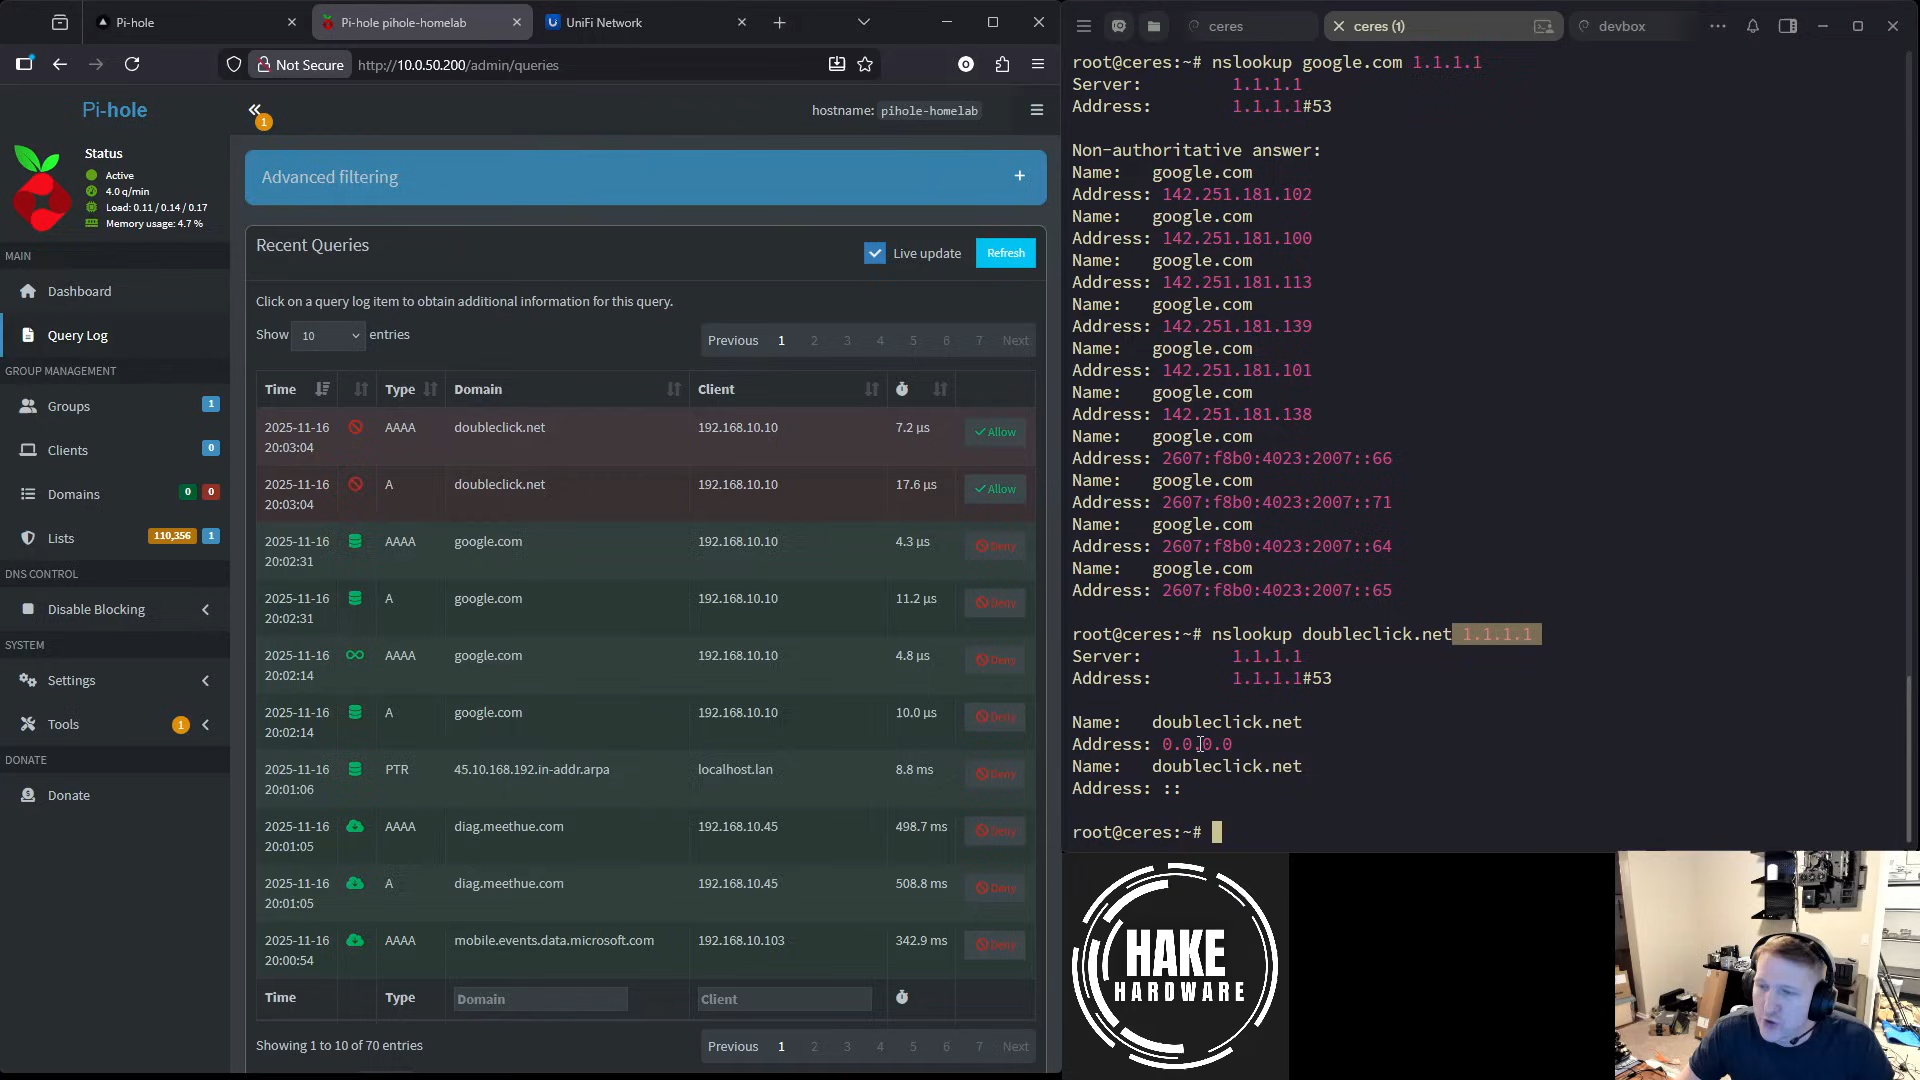 Pi-hole
Pi-hole pihole-homelab
UniFi Network
Not Secure
http://10.0.50.200/admin/queries
Pi-hole
1
hostname: pihole-homelab
Status
Active
4.0 q/min
Load: 0.11 / 0.14 / 0.17
Memory usage: 4.7 %
MAIN
Dashboard
Query Log
GROUP MANAGEMENT
Groups 1
Clients 0
Domains 0 0
Lists 110,356 1
DNS CONTROL
Disable Blocking
SYSTEM
Settings
Tools 1
DONATE
Donate
Advanced filtering +
Recent Queries
Live update Refresh
Click on a query log item to obtain additional information for this query.
Show 10 entries
Previous 1 2 3 4 5 6 7 Next
Time Type Domain Client
2025-11-16 AAAA doubleclick.net 192.168.10.10 7.2 µs Allow
20:03:04
2025-11-16 A doubleclick.net 192.168.10.10 17.6 µs Allow
20:03:04
2025-11-16 AAAA google.com 192.168.10.10 4.3 µs Deny
20:02:31
2025-11-16 A google.com 192.168.10.10 11.2 µs Deny
20:02:31
2025-11-16 AAAA google.com 192.168.10.10 4.8 µs Deny
20:02:14
2025-11-16 A google.com 192.168.10.10 10.0 µs Deny
20:02:14
2025-11-16 PTR 45.10.168.192.in-addr.arpa localhost.lan 8.8 ms Deny
20:01:06
2025-11-16 AAAA diag.meethue.com 192.168.10.45 498.7 ms Deny
20:01:05
2025-11-16 A diag.meethue.com 192.168.10.45 508.8 ms Deny
20:01:05
2025-11-16 AAAA mobile.events.data.microsoft.com 192.168.10.103 342.9 ms Deny
20:00:54
Time Type Domain Client
Showing 1 to 10 of 70 entries
Previous 1 2 3 4 5 6 7 Next
ceres
ceres (1)
devbox
root@ceres:~# nslookup google.com 1.1.1.1
Server: 1.1.1.1
Address: 1.1.1.1#53
Non-authoritative answer:
Name: google.com
Address: 142.251.181.102
Name: google.com
Address: 142.251.181.100
Name: google.com
Address: 142.251.181.113
Name: google.com
Address: 142.251.181.139
Name: google.com
Address: 142.251.181.101
Name: google.com
Address: 142.251.181.138
Name: google.com
Address: 2607:f8b0:4023:2007::66
Name: google.com
Address: 2607:f8b0:4023:2007::71
Name: google.com
Address: 2607:f8b0:4023:2007::64
Name: google.com
Address: 2607:f8b0:4023:2007::65
root@ceres:~# nslookup doubleclick.net 1.1.1.1
Server: 1.1.1.1
Address: 1.1.1.1#53
Name: doubleclick.net
Address: 0.0.0.0
Name: doubleclick.net
Address: ::
root@ceres:~#
HAKE
HARDWARE